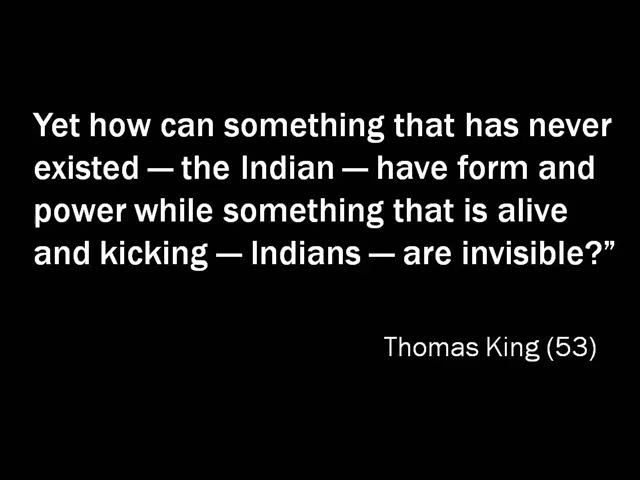 Yet how can something that has never
existed — the Indian — have form and
power while something that is alive
and kicking — Indians — are invisible?”
Thomas King (53)